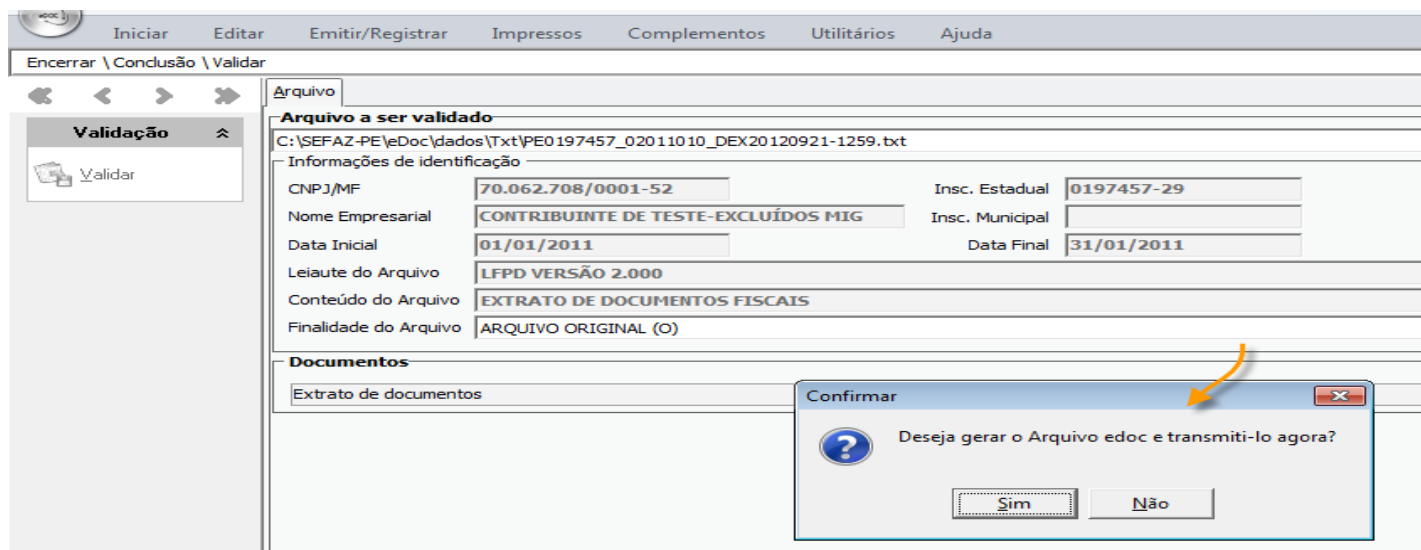 eDOC
Iniciar Editar Emitir/Registrar Impressos Complementos Utilitários Ajuda
Encerrar \ Conclusão \ Validar
Arquivo
Validação
Validar
Arquivo a ser validado
C:\SEFAZ-PE\eDoc\dados\Txt\PE0197457_02011010_DEX20120921-1259.txt
Informações de identificação
CNPJ/MF 70.062.708/0001-52 Insc. Estadual 0197457-29
Nome Empresarial CONTRIBUINTE DE TESTE-EXCLUÍDOS MIG Insc. Municipal
Data Inicial 01/01/2011 Data Final 31/01/2011
Leiaute do Arquivo LFPD VERSÃO 2.000
Conteúdo do Arquivo EXTRATO DE DOCUMENTOS FISCAIS
Finalidade do Arquivo ARQUIVO ORIGINAL (O)
Documentos
Extrato de documentos
Confirmar
Deseja gerar o Arquivo edoc e transmiti-lo agora?
Sim Não